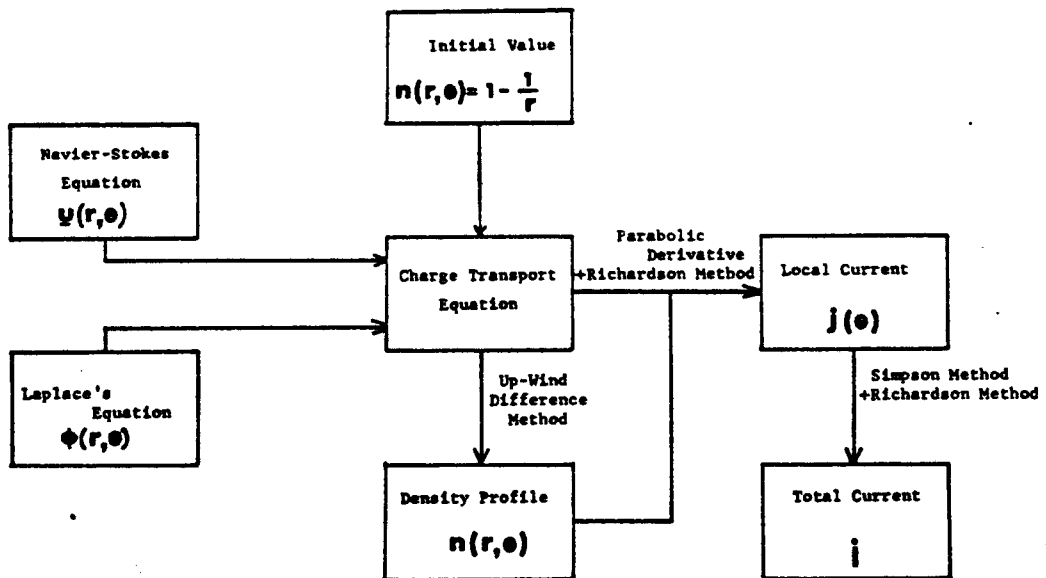 Initial Value
n(r,θ)= 1 - 1/r
Navier-Stokes
Equation
u(r,θ)
Parabolic
Derivative
+Richardson Method
Charge Transport
Equation
Local Current
j(θ)
Laplace's
Equation
Φ(r,θ)
Up-Wind
Difference
Method
Simpson Method
+Richardson Method
Density Profile
n(r,θ)
Total Current
i